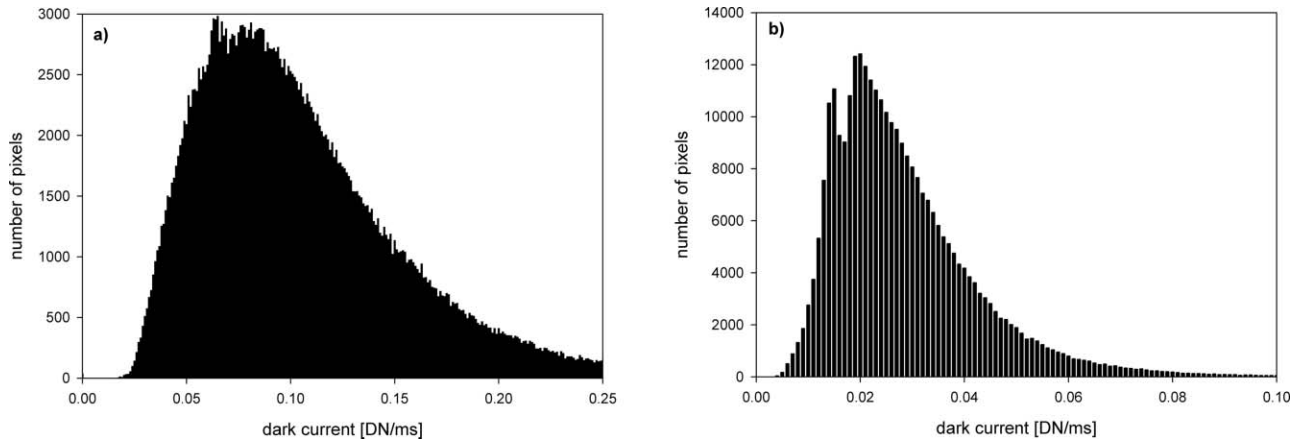 a)
3000
2500
2000
1500
1000
500
0
number of pixels
0.00 0.05 0.10 0.15 0.20 0.25
dark current [DN/ms]
b)
14000
12000
10000
8000
6000
4000
2000
0
number of pixels
0.00 0.02 0.04 0.06 0.08 0.10
dark current [DN/ms]